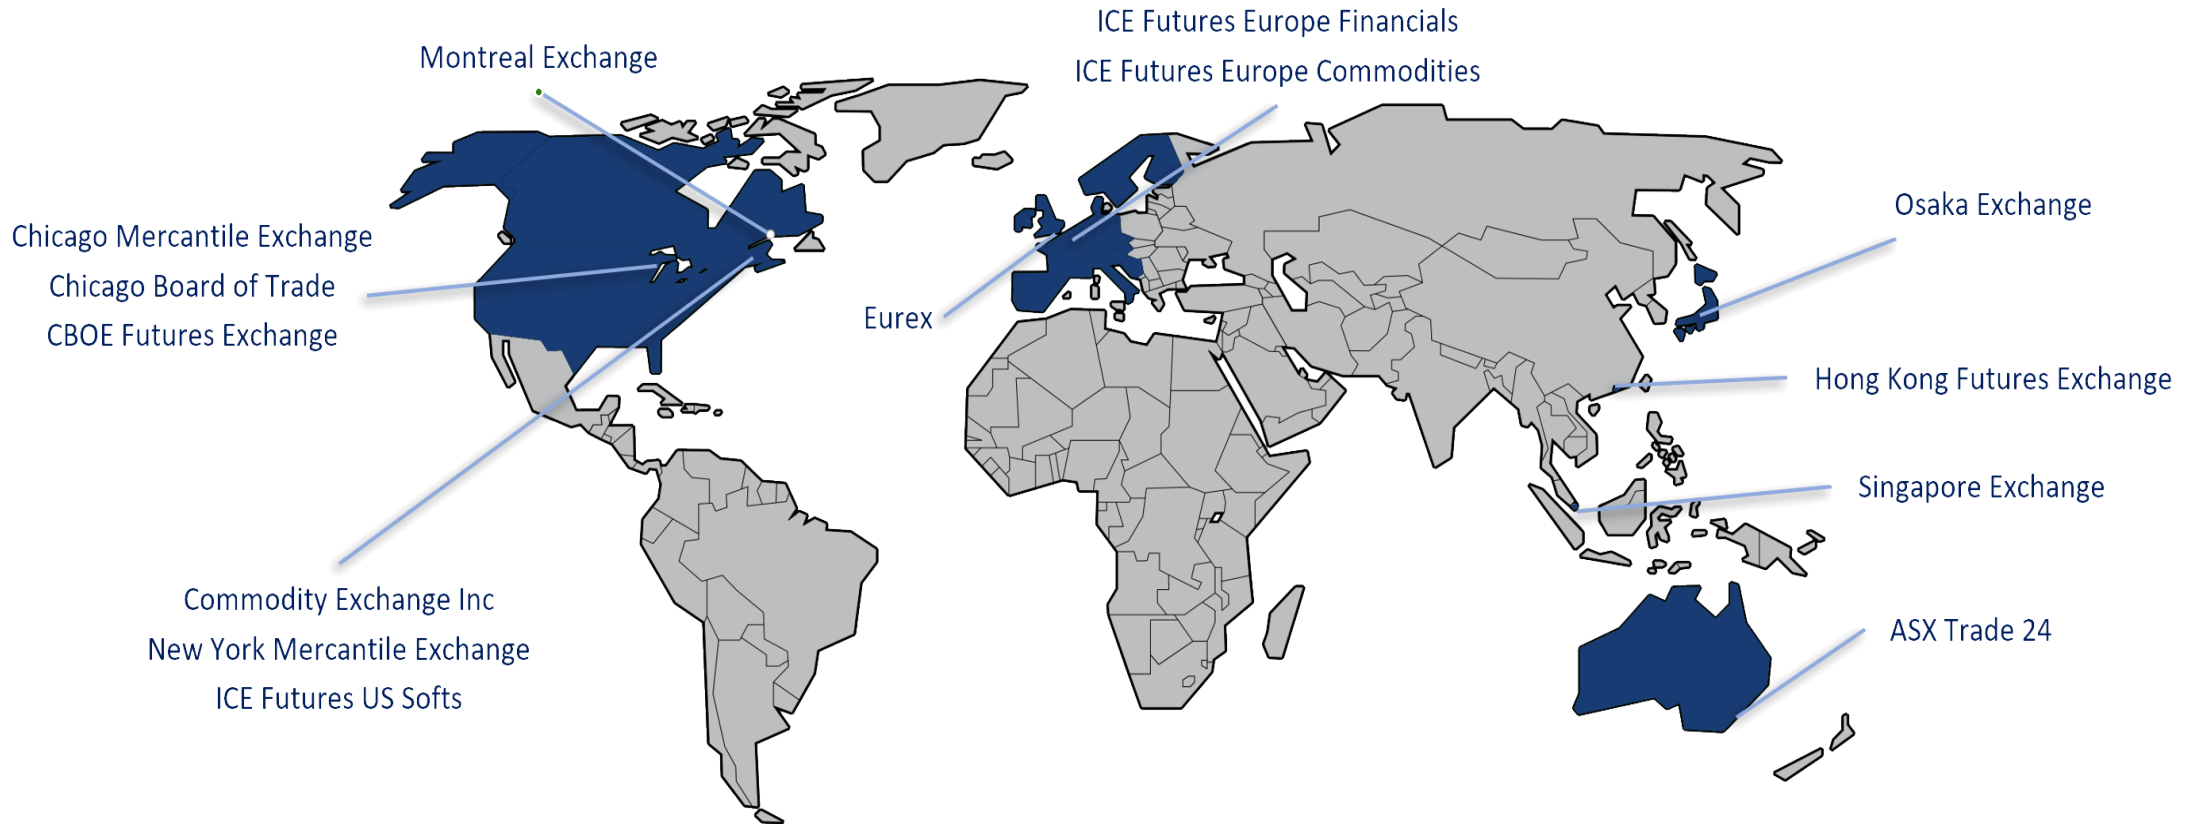 ICE Futures Europe Financials
ICE Futures Europe Commodities
Montreal Exchange
Chicago Mercantile Exchange
Chicago Board of Trade
CBOE Futures Exchange
Eurex
Osaka Exchange
Hong Kong Futures Exchange
Singapore Exchange
Commodity Exchange Inc
New York Mercantile Exchange
ICE Futures US Softs
ASX Trade 24